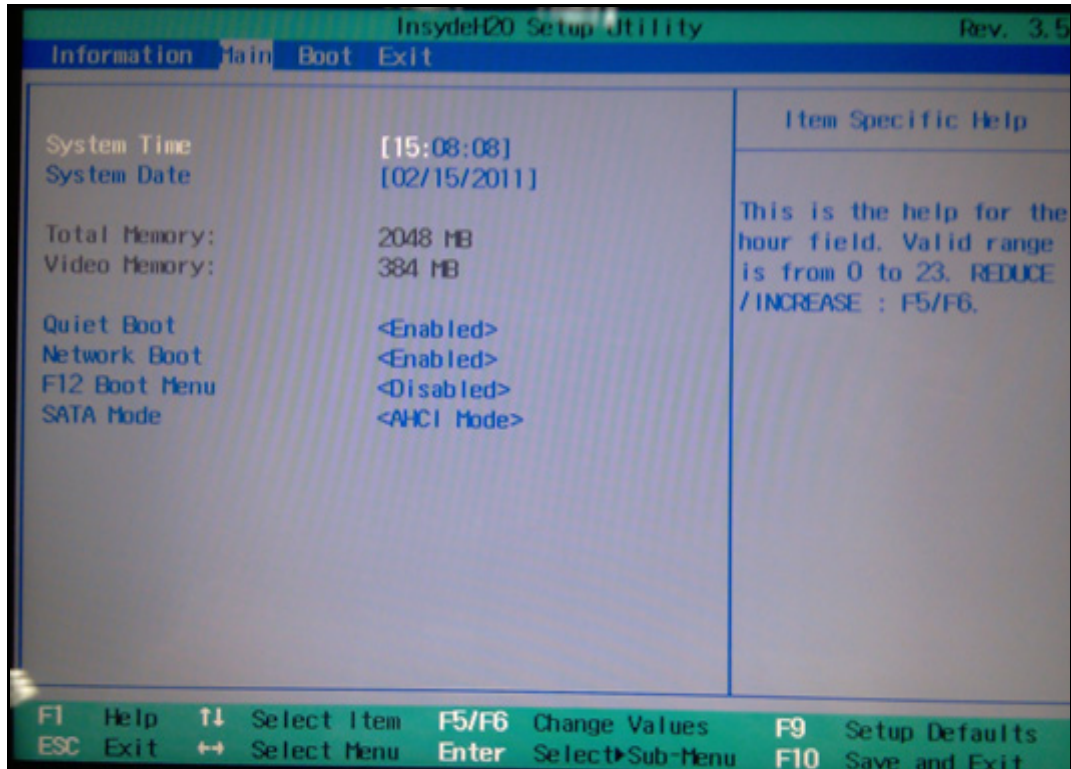 InsydeH20 Setup Utility Rev. 3.5
Information Main Boot Exit
System Time [15:08:08]
System Date [02/15/2011]
Total Memory: 2048 MB
Video Memory: 384 MB
Quiet Boot <Enabled>
Network Boot <Enabled>
F12 Boot Menu <Disabled>
SATA Mode <AHCI Mode>
Item Specific Help
This is the help for the
hour field. Valid range
is from 0 to 23. REDUCE
/INCREASE : F5/F6.
F1 Help ↑↓ Select Item F5/F6 Change Values F9 Setup Defaults
ESC Exit ↔ Select Menu Enter Select▶Sub-Menu F10 Save and Exit